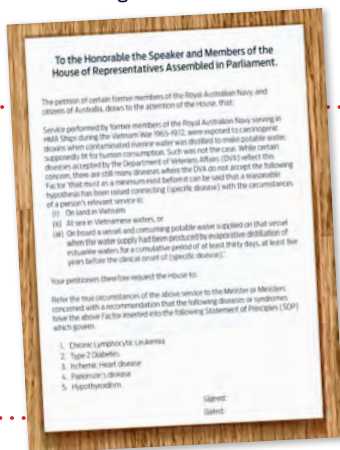 To the Honorable the Speaker and Members of the
House of Representatives Assembled in Parliament.
The petition of certain former members of the Royal Australian Navy, and
citizens of Australia, draws to the attention of the House, that:
Service performed by former members of the Royal Australian Navy serving in
HMA Ships during the Vietnam War 1965-1972, were exposed to carcinogenic
dioxins when contaminated riverine water was distilled to make potable water,
supposedly fit for human consumption. Such was not the case. While certain
diseases accepted by the Department of Veterans Affairs (DVA) reflect this
concern, there are still many diseases where the DVA do not accept the following
Factor 'that must as a minimum exist before it can be said that a reasonable
hypothesis has been raised connecting (specific disease) with the circumstances
of a person's relevant service is:
(i) On land in Vietnam,
(ii) At sea in Vietnamese waters, or
(iii) On board a vessel and consuming potable water supplied on that vessel
when the water supply had been produced by evaporative distillation of
estuarine waters for a cumulative period of at least thirty days, at least five
years before the clinical onset of (specific disease).'
Your petitioners therefore request the House to:
Refer the true circumstances of the above service to the Minister or Ministers
concerned with a recommendation that the following diseases or syndromes
have the above Factor inserted into the following Statement of Principles (SOP)
which govern:
1. Chronic Lymphocytic Leukemia
2. Type 2 Diabetes
3. Ischemic Heart disease
4. Parkinson's disease
5. Hypothyroidism
Signed:
Dated: